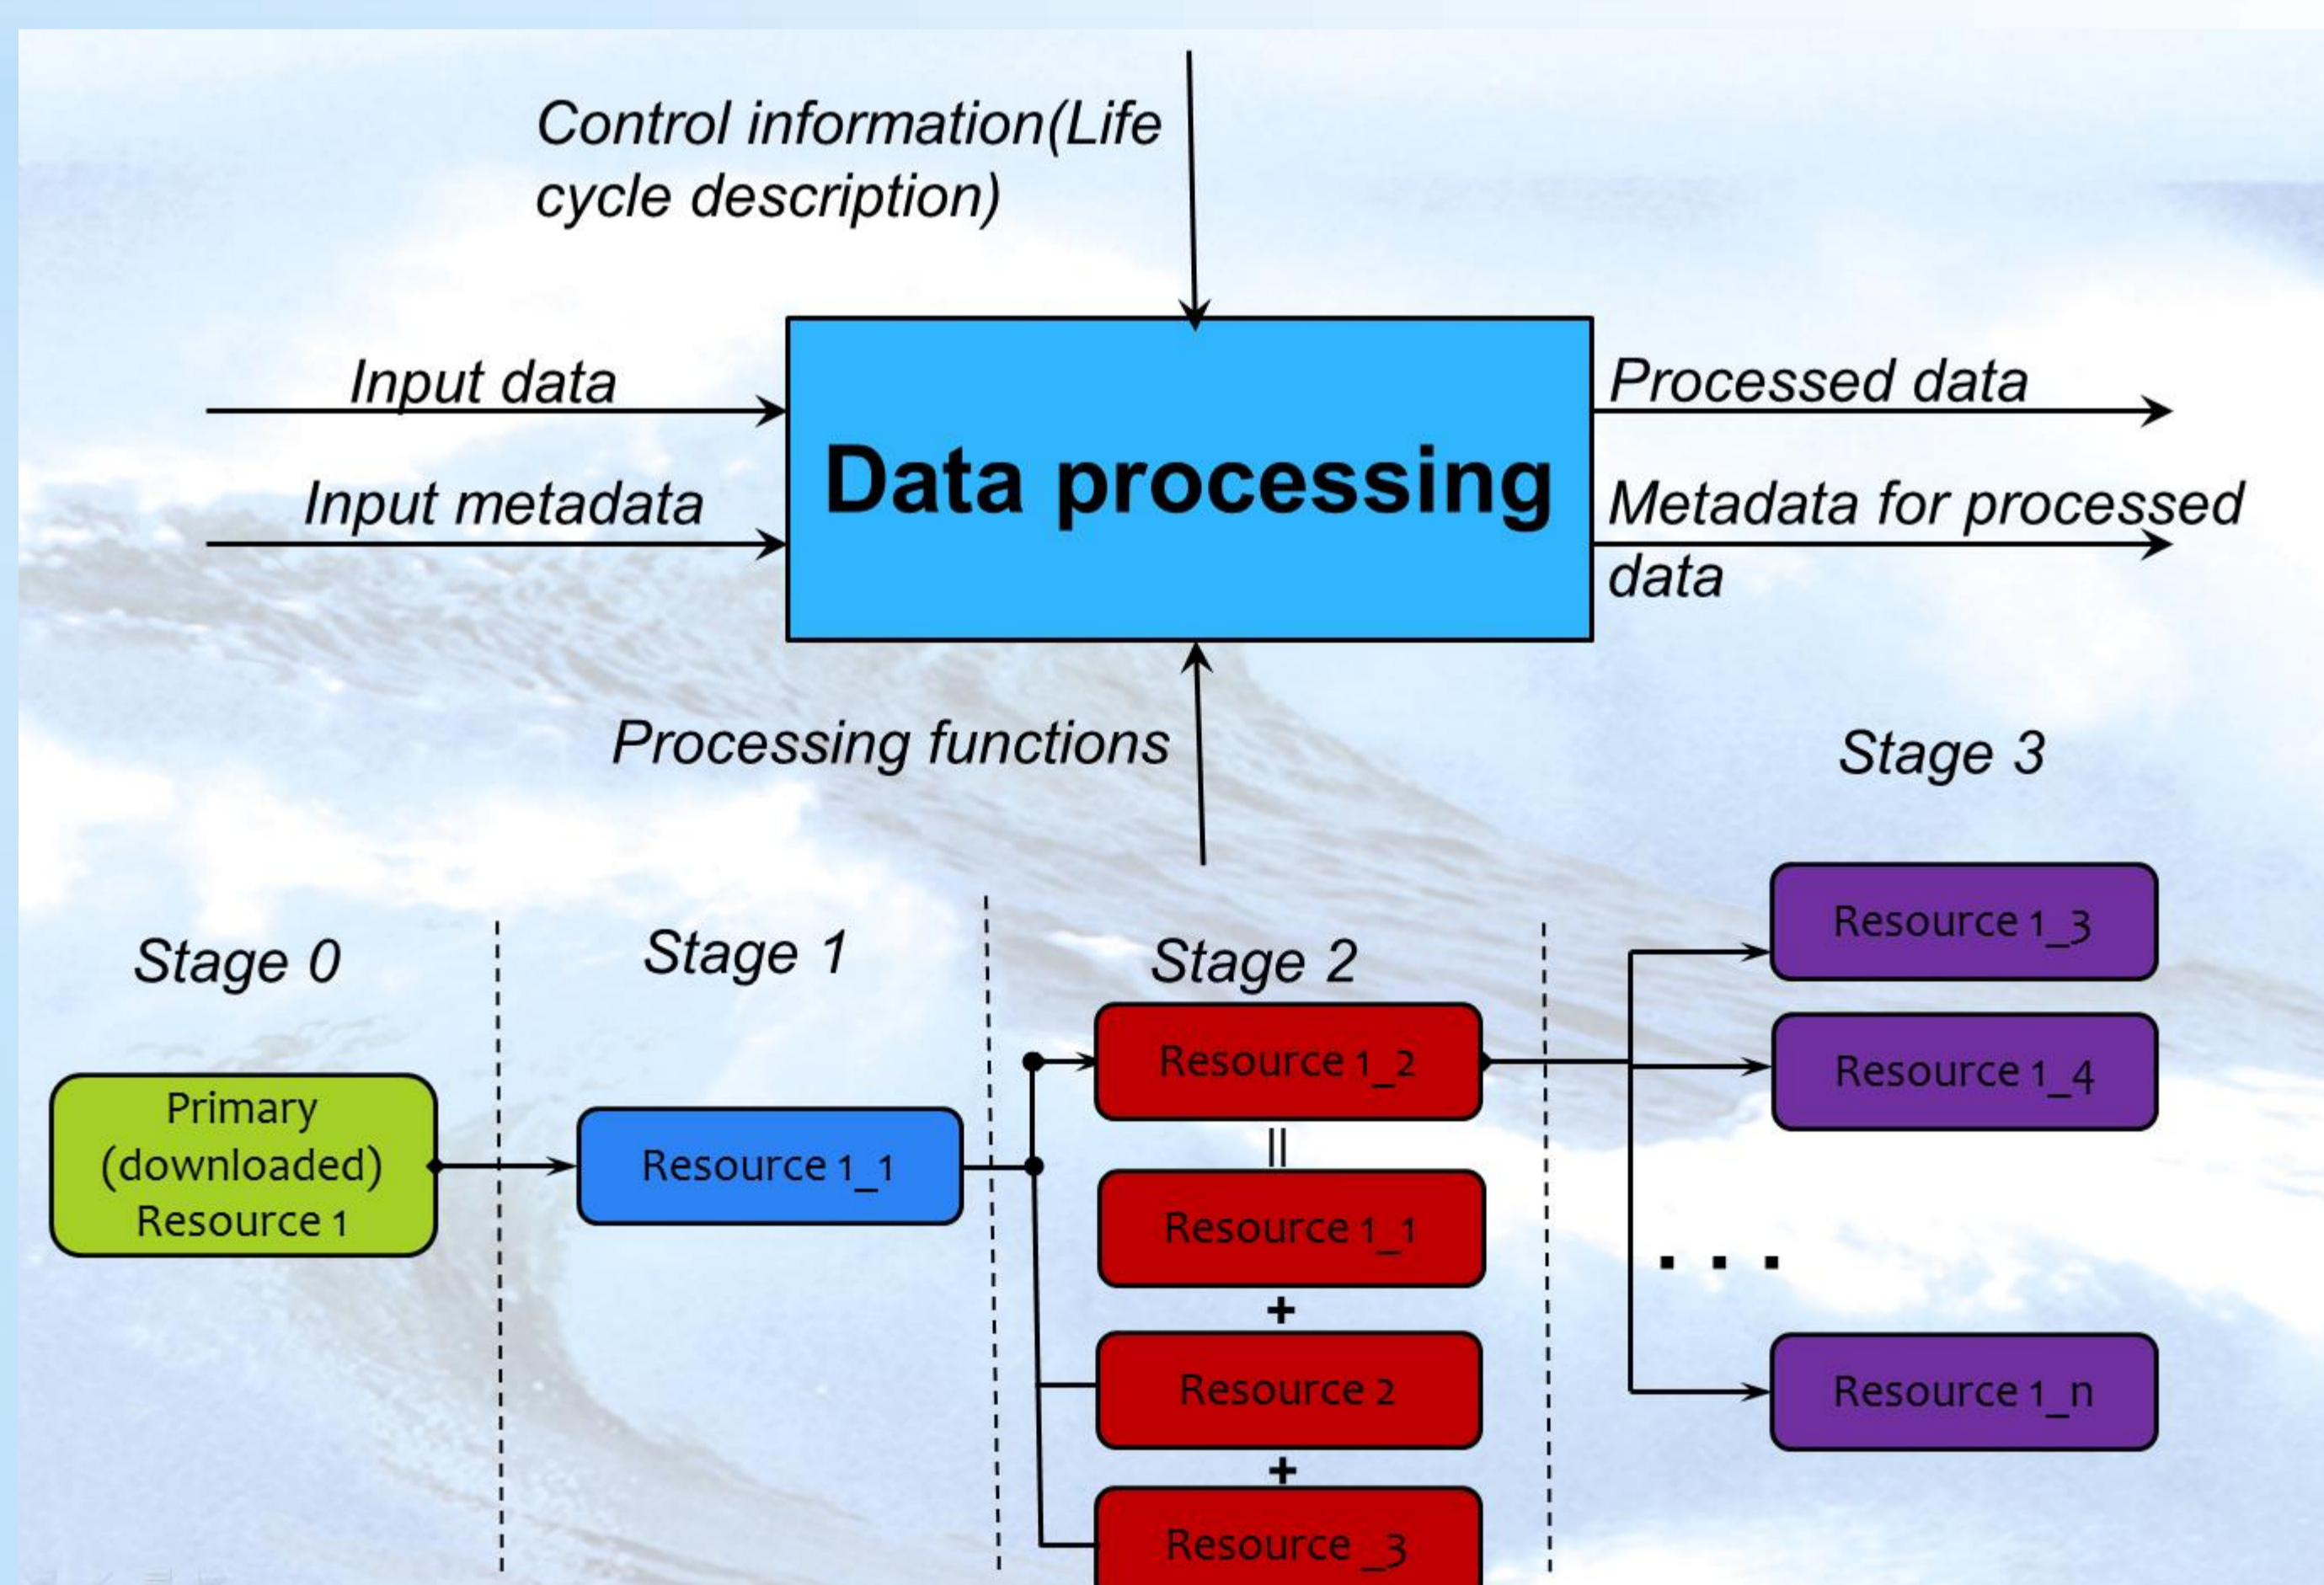 Control information(Life
cycle description)
Input data
Input metadata
Data processing
Processed data
Metadata for processed
data
Processing functions
Stage 0
Primary
(downloaded)
Resource 1
Stage 1
Resource 1_1
Stage 2
Resource 1_2
||
Resource 1_1
+
Resource 2
+
Resource _3
Stage 3
Resource 1_3
Resource 1_4
. . .
Resource 1_n